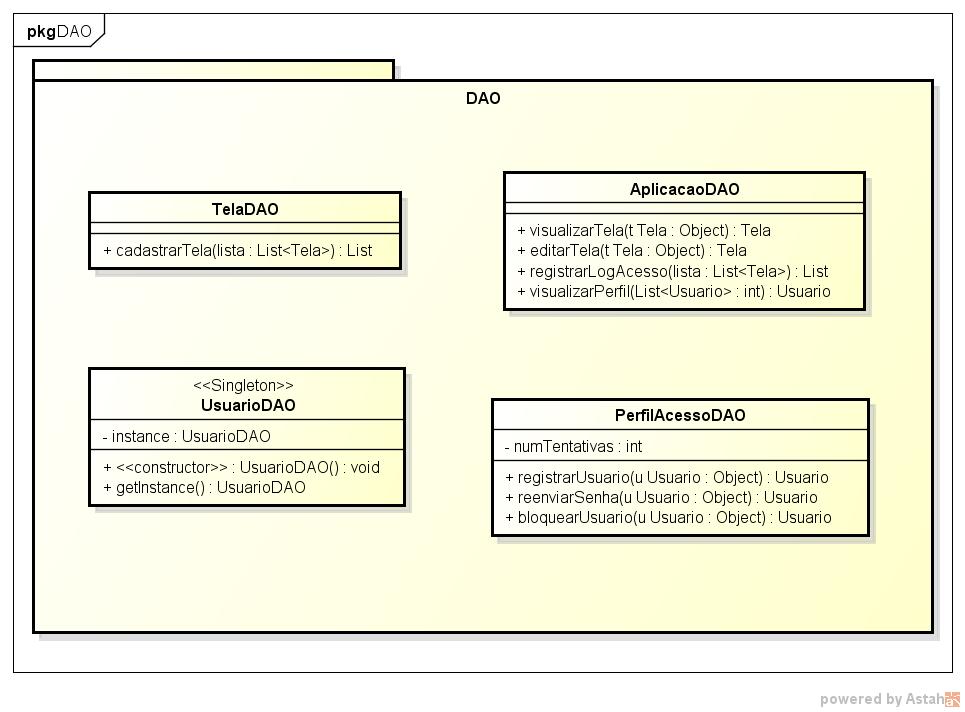 pkg DAO
DAO
TelaDAO
+ cadastrarTela(lista : List<Tela>) : List
AplicacaoDAO
+ visualizarTela(t Tela : Object) : Tela
+ editarTela(t Tela : Object) : Tela
+ registrarLogAcesso(lista : List<Tela>) : List
+ visualizarPerfil(List<Usuario> : int) : Usuario
<<Singleton>>
UsuarioDAO
- instance : UsuarioDAO
+ <<constructor>> : UsuarioDAO() : void
+ getInstance() : UsuarioDAO
PerfilAcessoDAO
- numTentativas : int
+ registrarUsuario(u Usuario : Object) : Usuario
+ reenviarSenha(u Usuario : Object) : Usuario
+ bloquearUsuario(u Usuario : Object) : Usuario
powered by Astah